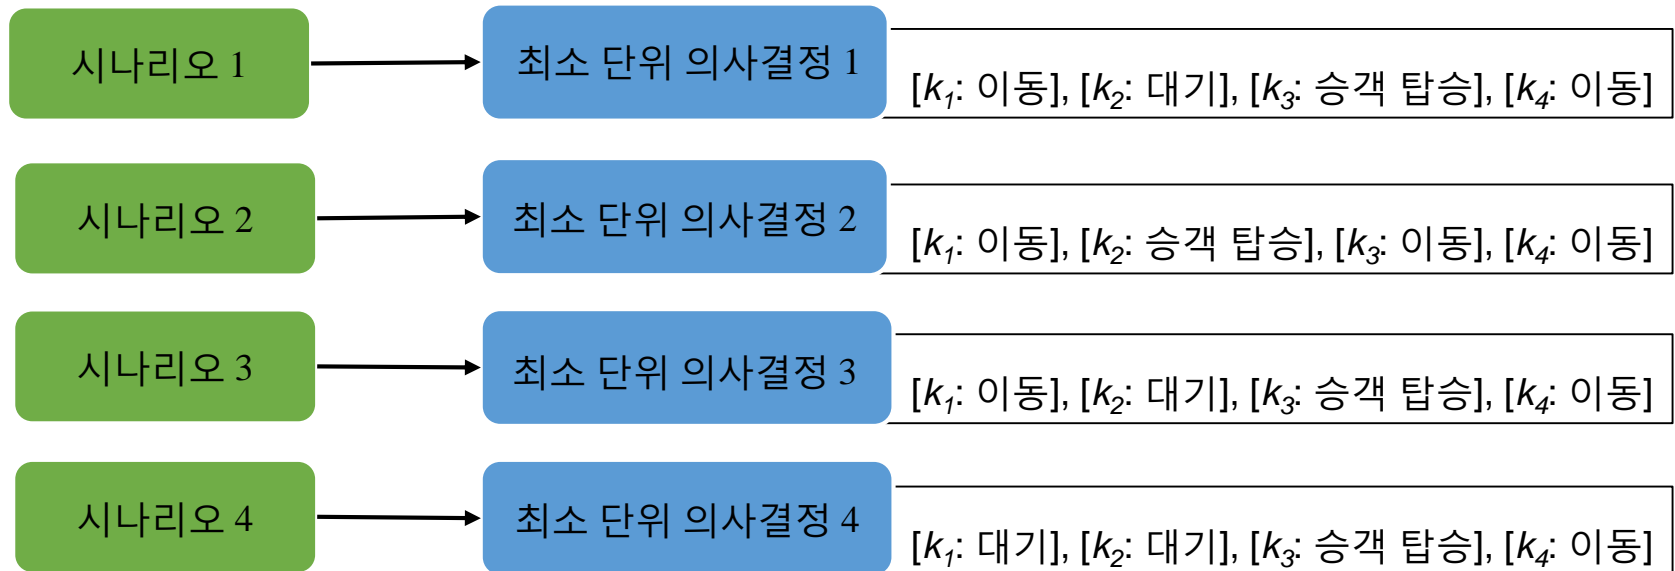 시나리오 1
최소 단위 의사결정 1
[k₁: 이동], [k₂: 대기], [k₃: 승객 탑승], [k₄: 이동]
시나리오 2
최소 단위 의사결정 2
[k₁: 이동], [k₂: 승객 탑승], [k₃: 이동], [k₄: 이동]
시나리오 3
최소 단위 의사결정 3
[k₁: 이동], [k₂: 대기], [k₃: 승객 탑승], [k₄: 이동]
시나리오 4
최소 단위 의사결정 4
[k₁: 대기], [k₂: 대기], [k₃: 승객 탑승], [k₄: 이동]